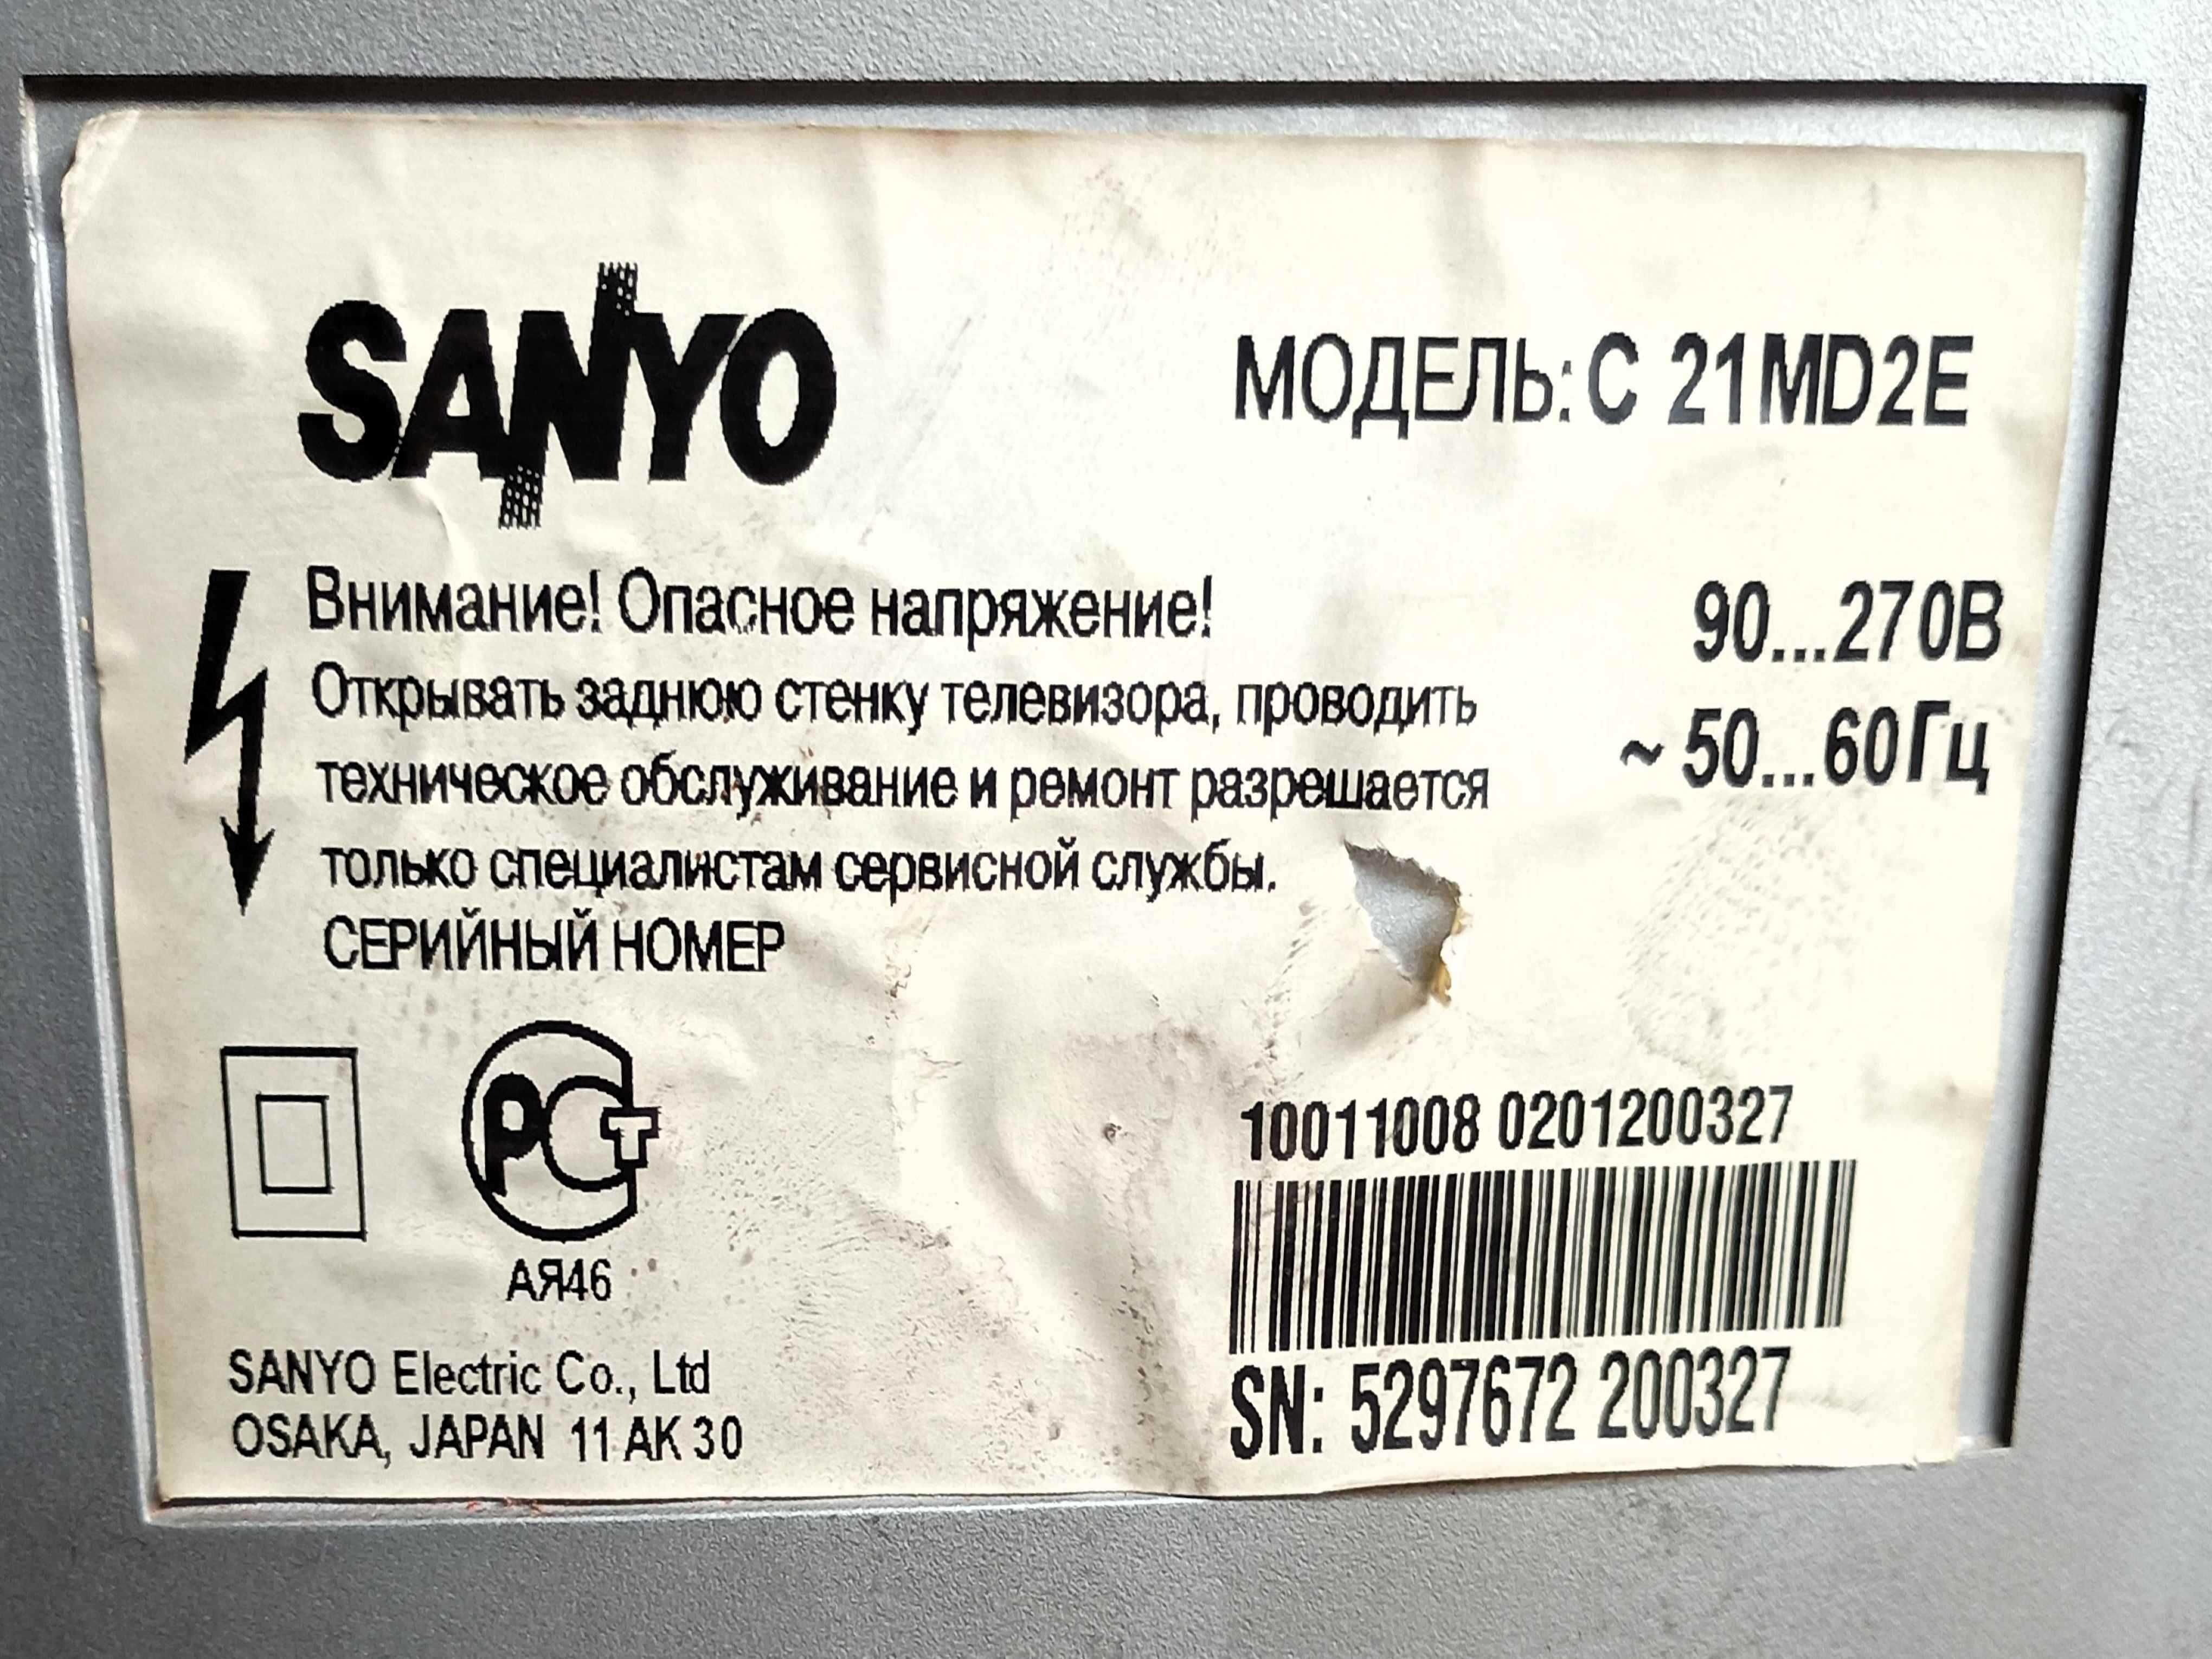 SANYO
МОДЕЛЬ: C 21MD2E
Внимание! Опасное напряжение!
90...270В
Открывать заднюю стенку телевизора, проводить
~ 50...60Гц
техническое обслуживание и ремонт разрешается
только специалистам сервисной службы.
СЕРИЙНЫЙ НОМЕР
РСТ
АЯ46
10011008 0201200327
SANYO Electric Co., Ltd
OSAKA, JAPAN 11 AK 30
SN: 5297672 200327